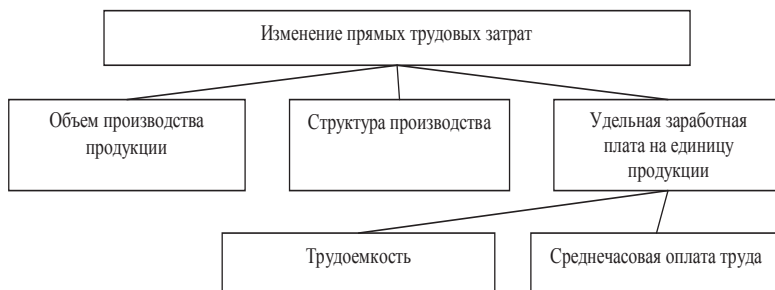 Изменение прямых трудовых затрат
Объем производства
продукции
Структура производства
Удельная заработная
плата на единицу
продукции
Трудоемкость
Среднечасовая оплата труда